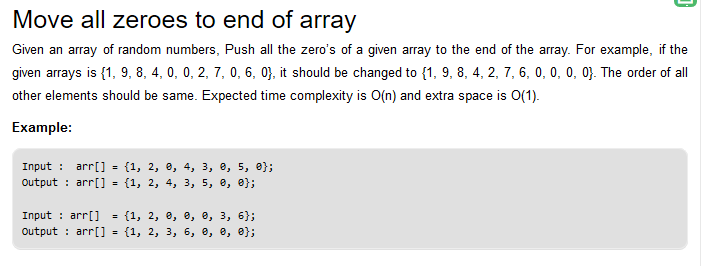 Move all zeroes to end of array
Given an array of random numbers, Push all the zero's of a given array to the end of the array. For example, if the
given arrays is {1, 9, 8, 4, 0, 0, 2, 7, 0, 6, 0}, it should be changed to {1, 9, 8, 4, 2, 7, 6, 0, 0, 0, 0}. The order of all
other elements should be same. Expected time complexity is O(n) and extra space is O(1).
Example:
Input :  arr[] = {1, 2, 0, 4, 3, 0, 5, 0};
Output : arr[] = {1, 2, 4, 3, 5, 0, 0};
Input : arr[]  = {1, 2, 0, 0, 0, 3, 6};
Output : arr[] = {1, 2, 3, 6, 0, 0, 0};